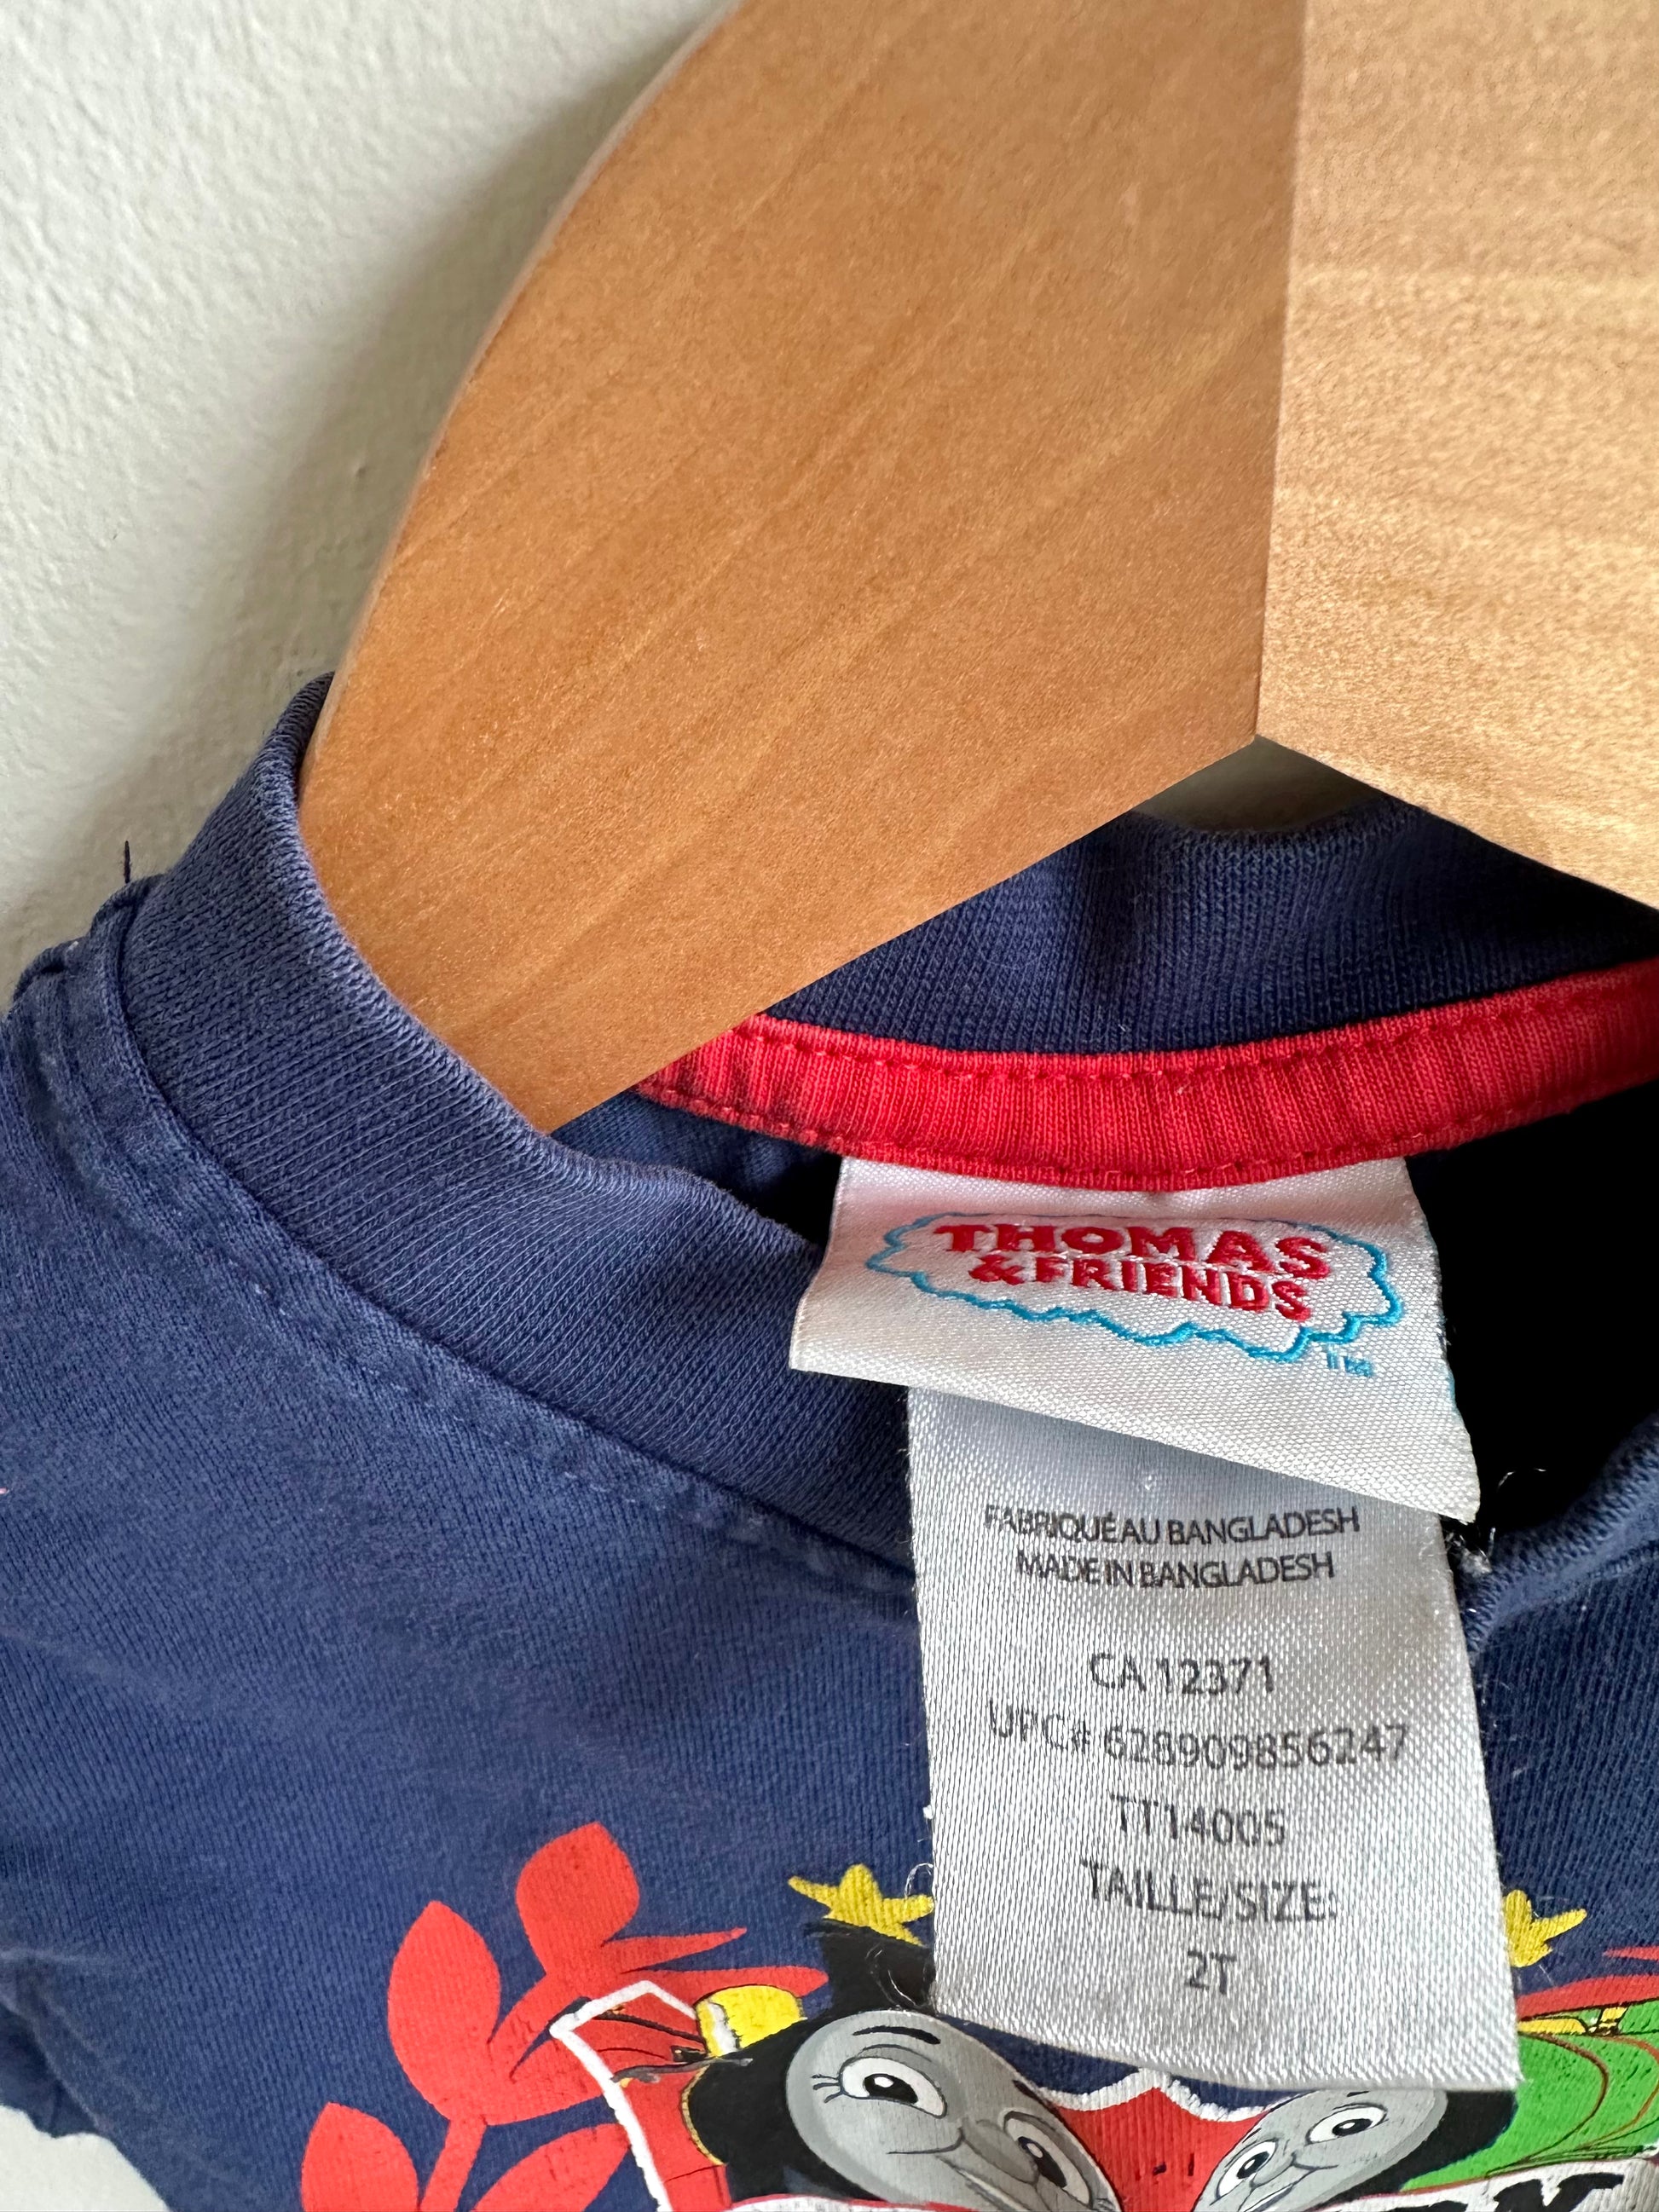 THOMAS
& FRIENDS
TM
FABRIQUÉ AU BANGLADESH
MADE IN BANGLADESH
CA 12371
UPC# 628909856247
TT14005
TAILLE/SIZE:
2T